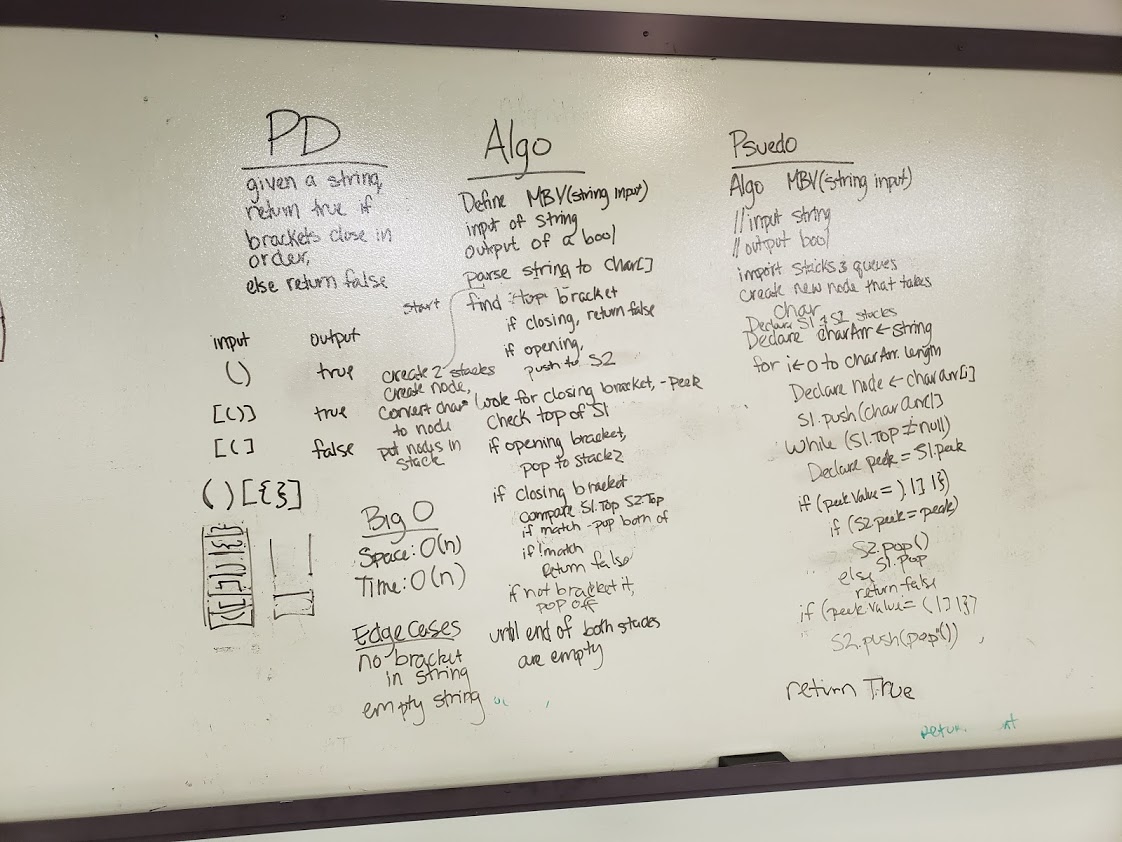 PD
given a string,
return true if
brackets close in
order,
else return false
input output
() true
[()] true
[(] false
()[{}]
Big O
Space: O(n)
Time: O(n)
Edge Cases
no bracket
in string
empty string
Algo
Define MBV(string input)
input of string
output of a bool
parse string to char[]
start
create 2 stacks
create node,
convert char
to node
put nodes in
stack
find top bracket
if closing, return false
if opening,
push to S2
look for closing bracket, - peek
check top of S1
if opening bracket,
pop to stack 2
if closing bracket
compare S1.Top S2.Top
if match - pop both of
if !match
return false
if not bracket it,
pop off
until end of both stacks
are empty
Psuedo
Algo MBV(string input)
// input string
// output bool
import stacks & queues
create new node that takes
char
Declare S1 & S2 stacks
Declare charArr ← string
for i ← 0 to charArr. length
Declare node ← charArr[i]
S1.push(charArr[]
While (S1.Top ≠ null)
Declare peek = S1.peek
if (peek.value = ) | ] | })
if (S2.peek = peek)
S2.pop()
S1.pop
else
return false
if (peek.value = ( | ] | }
S2.push(pop())
return True